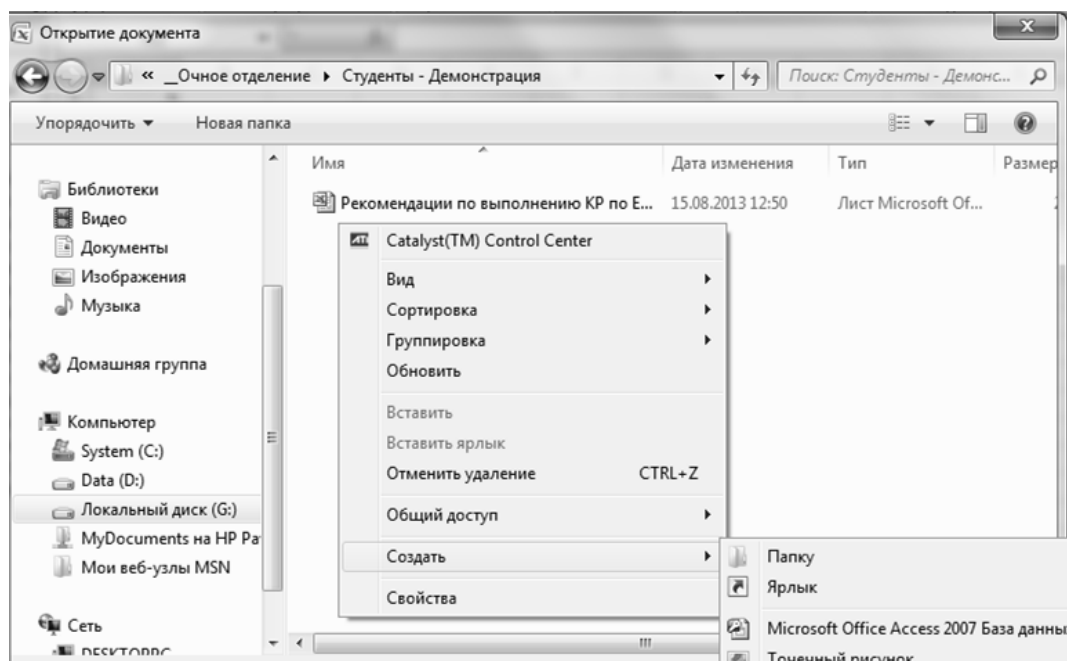 Открытие документа
« __Очное отделение ▸ Студенты - Демонстрация
Поиск: Студенты - Демонс...
Упорядочить ▼ Новая папка
Имя Дата изменения Тип Размер
Библиотеки
Видео
Документы
Изображения
Музыка
Домашняя группа
Компьютер
System (C:)
Data (D:)
Локальный диск (G:)
MyDocuments на HP Pa
Мои веб-узлы MSN
Сеть
DESKTOPPC
Рекомендации по выполнению КР по E... 15.08.2013 12:50 Лист Microsoft Of...
Catalyst(TM) Control Center
Вид
Сортировка
Группировка
Обновить
Вставить
Вставить ярлык
Отменить удаление CTRL+Z
Общий доступ
Создать
Свойства
Папку
Ярлык
Microsoft Office Access 2007 База данны
Точечный рисунок